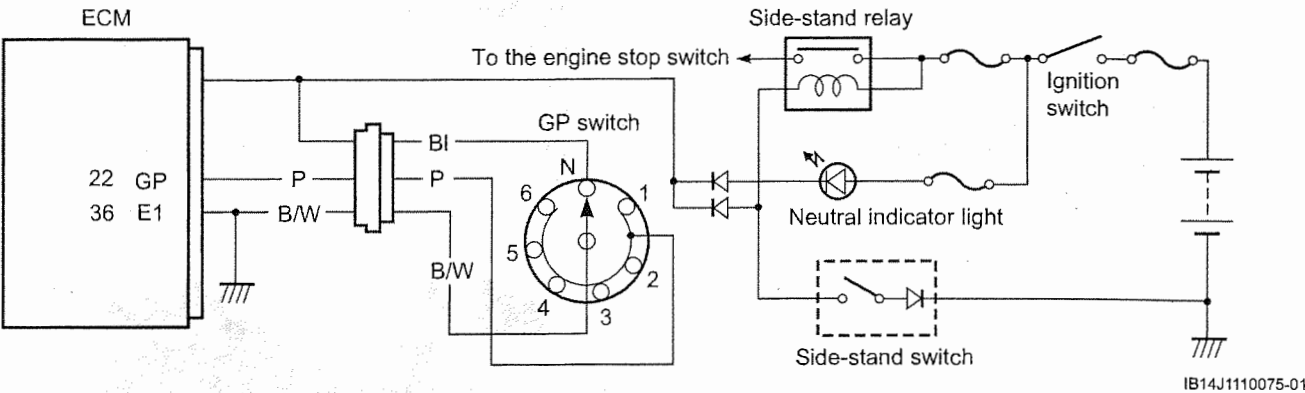 ECM
Side-stand relay
To the engine stop switch
Ignition
switch
GP switch
Bl
N
22 GP
P
P
6
1
36 E1
B/W
Neutral indicator light
5
2
B/W
4
3
Side-stand switch
IB14J1110075-01